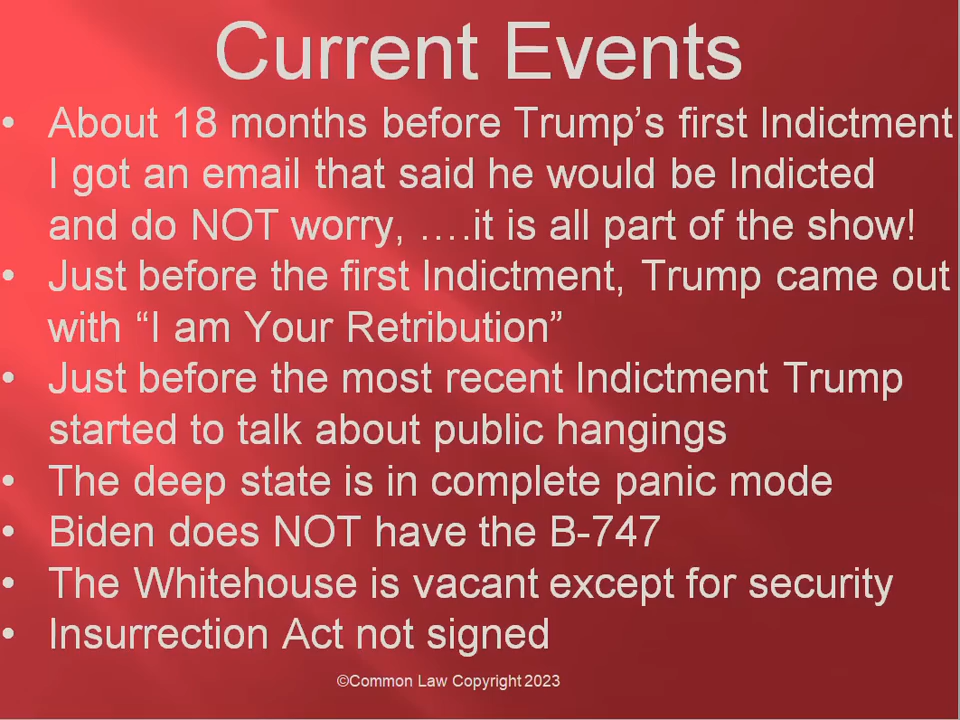 Current Events
• About 18 months before Trump's first Indictment
I got an email that said he would be Indicted
and do NOT worry, ....it is all part of the show!
• Just before the first Indictment, Trump came out
with “I am Your Retribution”
• Just before the most recent Indictment Trump
started to talk about public hangings
• The deep state is in complete panic mode
• Biden does NOT have the B-747
• The Whitehouse is vacant except for security
• Insurrection Act not signed
©Common Law Copyright 2023